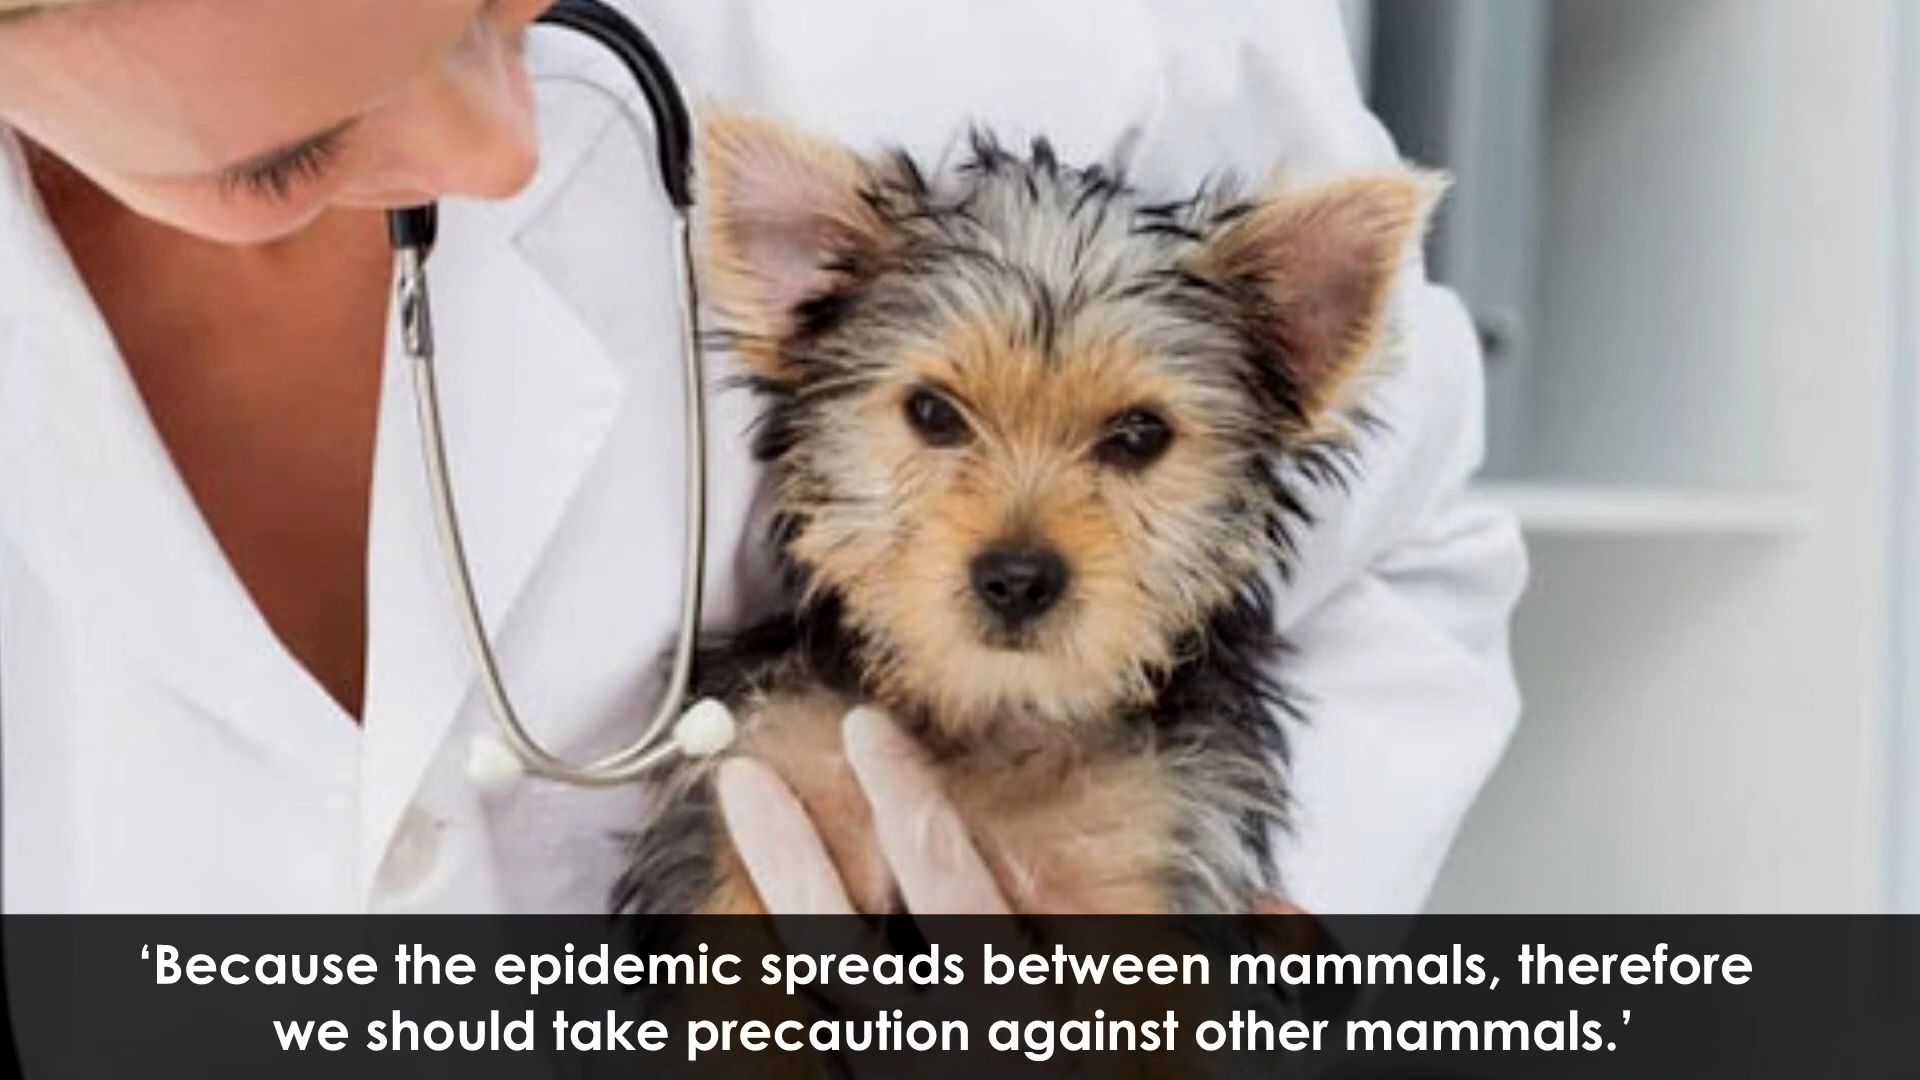 ‘Because the epidemic spreads between mammals, therefore
we should take precaution against other mammals.’